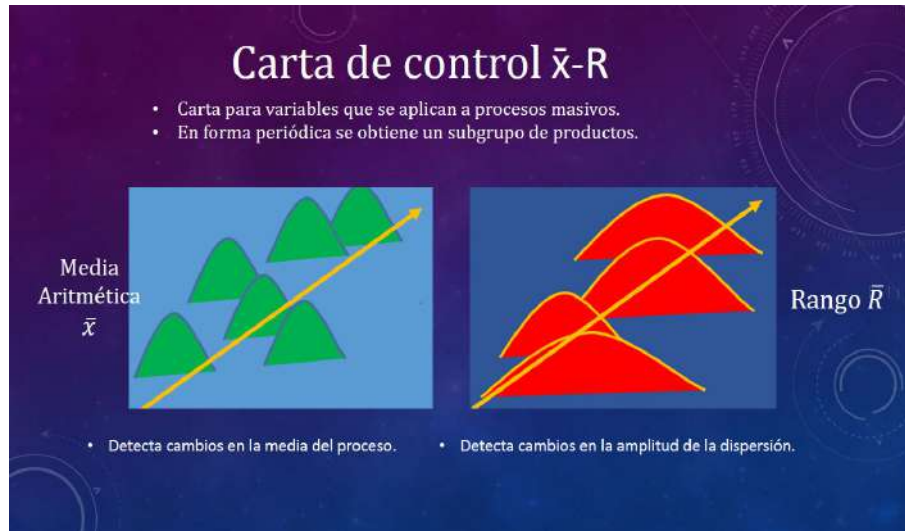 Carta de control x̄-R
• Carta para variables que se aplican a procesos masivos.
• En forma periódica se obtiene un subgrupo de productos.
Media
Aritmética
x̄
Rango R̄
• Detecta cambios en la media del proceso.
• Detecta cambios en la amplitud de la dispersión.